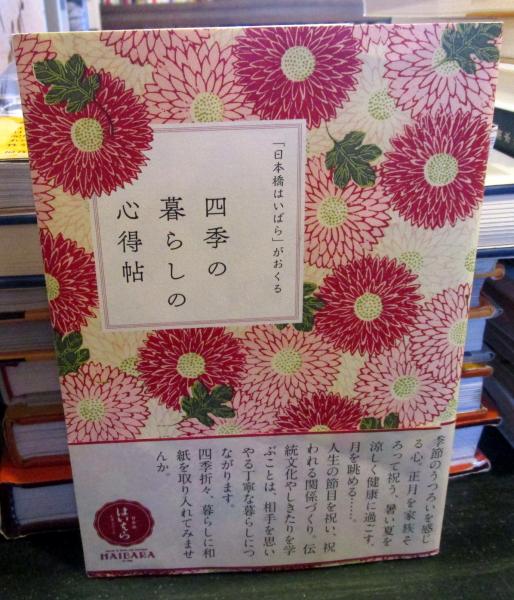 「日本橋はいばら」がおくる
四季の
暮らしの
心得帖
季節のうつろいを感じ
る心。正月を家族そ
ろって祝う、暑い夏を
涼しく健康に過ごす、
月を眺める……。
人生の節目を祝い、祝
われる関係づくり。伝
統文化やしきたりを学
ぶことは、相手を思い
やる丁寧な暮らしにつ
ながります。
四季折々、暮らしに和
紙を取り入れてみませ
んか
はいばら
HAIBARA